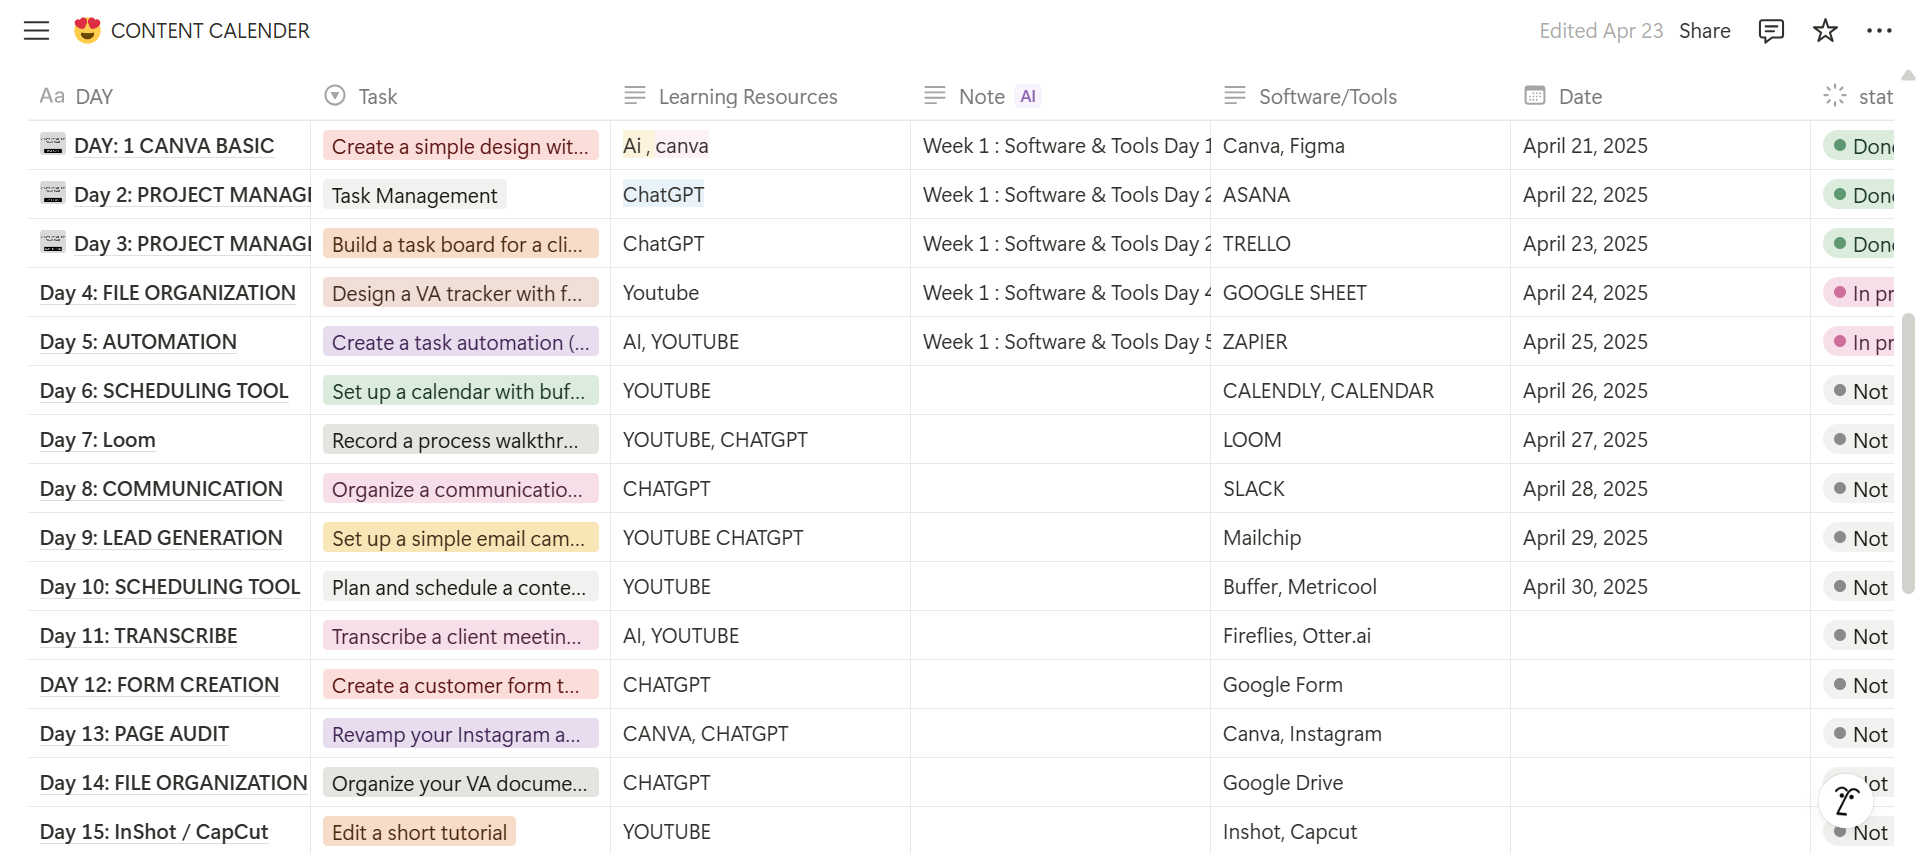 CONTENT CALENDER
Edited Apr 23 Share
Aa DAY Task Learning Resources Note AI Software/Tools Date stat
DAY: 1 CANVA BASIC Create a simple design wit... Ai , canva Week 1 : Software & Tools Day 1 Canva, Figma April 21, 2025 Done
Day 2: PROJECT MANAGE Task Management ChatGPT Week 1 : Software & Tools Day 2 ASANA April 22, 2025 Done
Day 3: PROJECT MANAGE Build a task board for a cli... ChatGPT Week 1 : Software & Tools Day 2 TRELLO April 23, 2025 Done
Day 4: FILE ORGANIZATION Design a VA tracker with f... Youtube Week 1 : Software & Tools Day 4 GOOGLE SHEET April 24, 2025 In pr
Day 5: AUTOMATION Create a task automation (... AI, YOUTUBE Week 1 : Software & Tools Day 5 ZAPIER April 25, 2025 In pr
Day 6: SCHEDULING TOOL Set up a calendar with buf... YOUTUBE CALENDLY, CALENDAR April 26, 2025 Not
Day 7: Loom Record a process walkthr... YOUTUBE, CHATGPT LOOM April 27, 2025 Not
Day 8: COMMUNICATION Organize a communicatio... CHATGPT SLACK April 28, 2025 Not
Day 9: LEAD GENERATION Set up a simple email cam... YOUTUBE CHATGPT Mailchip April 29, 2025 Not
Day 10: SCHEDULING TOOL Plan and schedule a conte... YOUTUBE Buffer, Metricool April 30, 2025 Not
Day 11: TRANSCRIBE Transcribe a client meetin... AI, YOUTUBE Fireflies, Otter.ai Not
DAY 12: FORM CREATION Create a customer form t... CHATGPT Google Form Not
Day 13: PAGE AUDIT Revamp your Instagram a... CANVA, CHATGPT Canva, Instagram Not
Day 14: FILE ORGANIZATION Organize your VA docume... CHATGPT Google Drive Not
Day 15: InShot / CapCut Edit a short tutorial YOUTUBE Inshot, Capcut Not